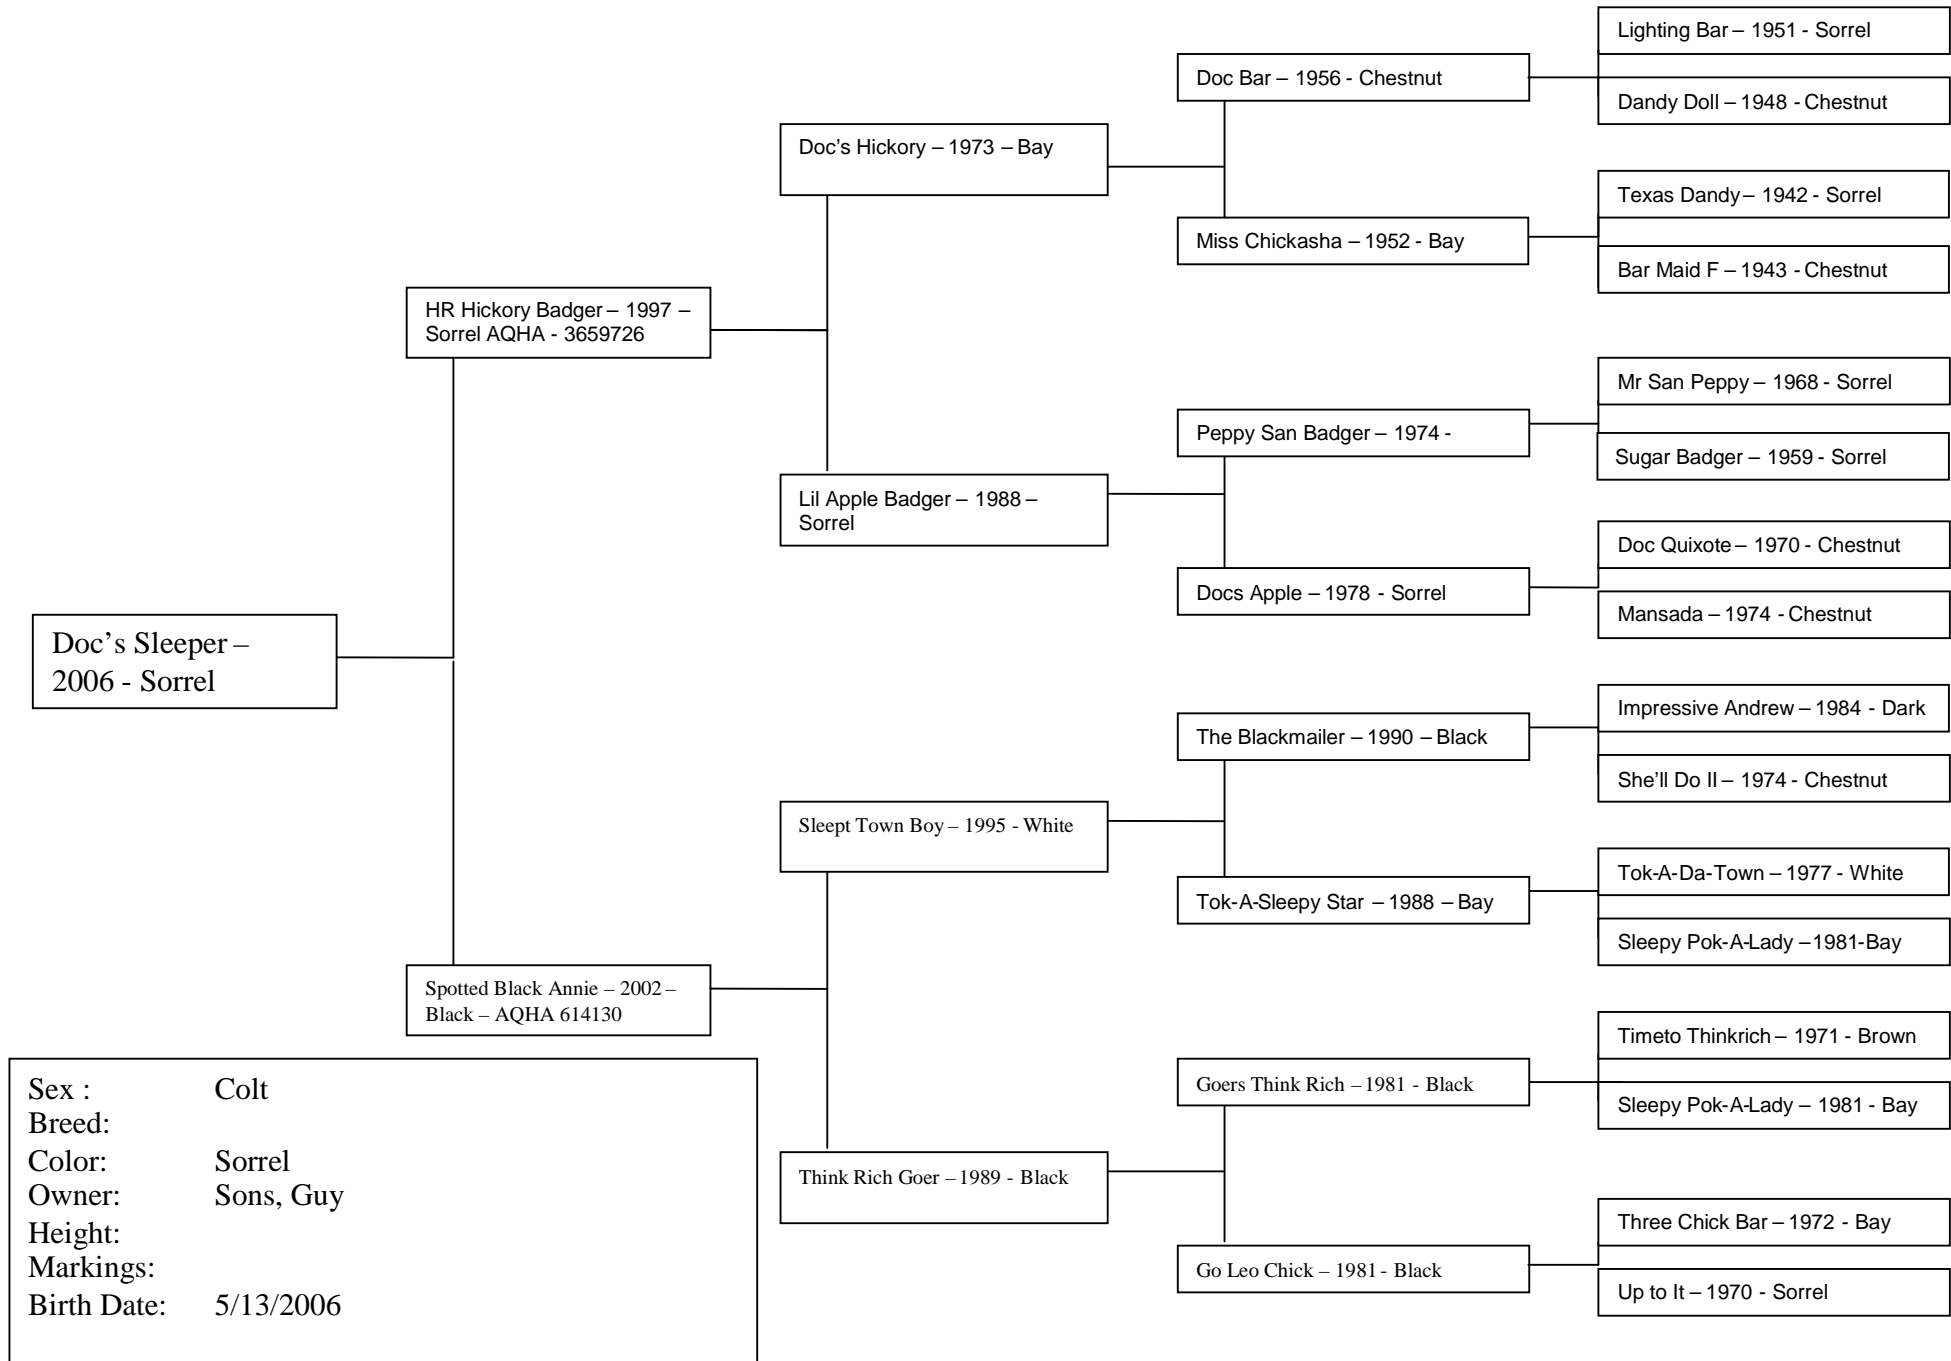 Lighting Bar – 1951 - Sorrel
Doc Bar – 1956 - Chestnut
Dandy Doll – 1948 - Chestnut
Doc's Hickory – 1973 – Bay
Texas Dandy – 1942 - Sorrel
Miss Chickasha – 1952 - Bay
Bar Maid F – 1943 - Chestnut
HR Hickory Badger – 1997 –
Sorrel AQHA - 3659726
Mr San Peppy – 1968 - Sorrel
Peppy San Badger – 1974 -
Sugar Badger – 1959 - Sorrel
Lil Apple Badger – 1988 –
Sorrel
Doc Quixote – 1970 - Chestnut
Docs Apple – 1978 - Sorrel
Mansada – 1974 - Chestnut
Doc's Sleeper –
2006 - Sorrel
Impressive Andrew – 1984 - Dark
The Blackmailer – 1990 – Black
She'll Do II – 1974 - Chestnut
Sleept Town Boy – 1995 - White
Tok-A-Da-Town – 1977 - White
Tok-A-Sleepy Star – 1988 – Bay
Sleepy Pok-A-Lady –1981-Bay
Spotted Black Annie – 2002 –
Black – AQHA 614130
Timeto Thinkrich – 1971 - Brown
Goers Think Rich – 1981 - Black
Sleepy Pok-A-Lady – 1981 - Bay
Think Rich Goer – 1989 - Black
Three Chick Bar – 1972 - Bay
Go Leo Chick – 1981 - Black
Up to It – 1970 - Sorrel
Sex : Colt
Breed:
Color: Sorrel
Owner: Sons, Guy
Height:
Markings:
Birth Date: 5/13/2006